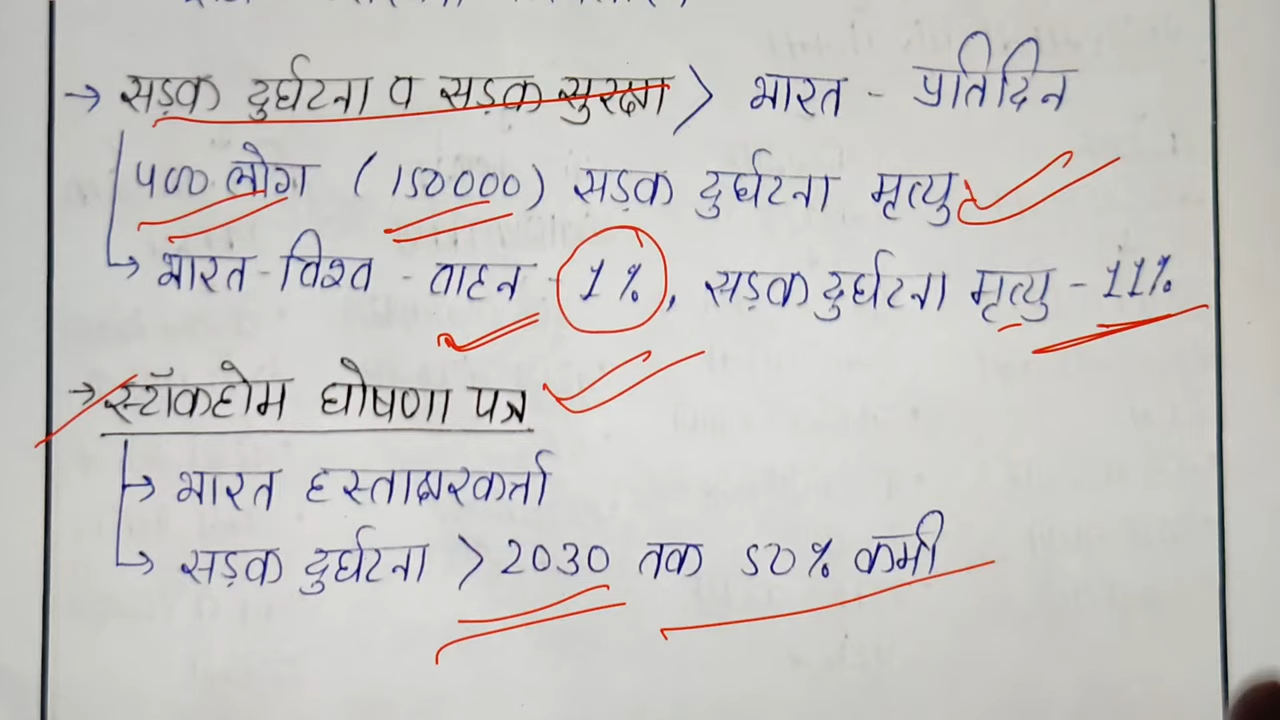 → सड़क दुर्घटना व सड़क सुरक्षा > भारत - प्रतिदिन
400 लोग (150000) सड़क दुर्घटना मृत्यु
→ भारत - विश्व - वाहन - 1%, सड़क दुर्घटना मृत्यु - 11%
→ स्टॉकहोम घोषणा पत्र
→ भारत हस्ताक्षरकर्ता
→ सड़क दुर्घटना > 2030 तक 50% कमी